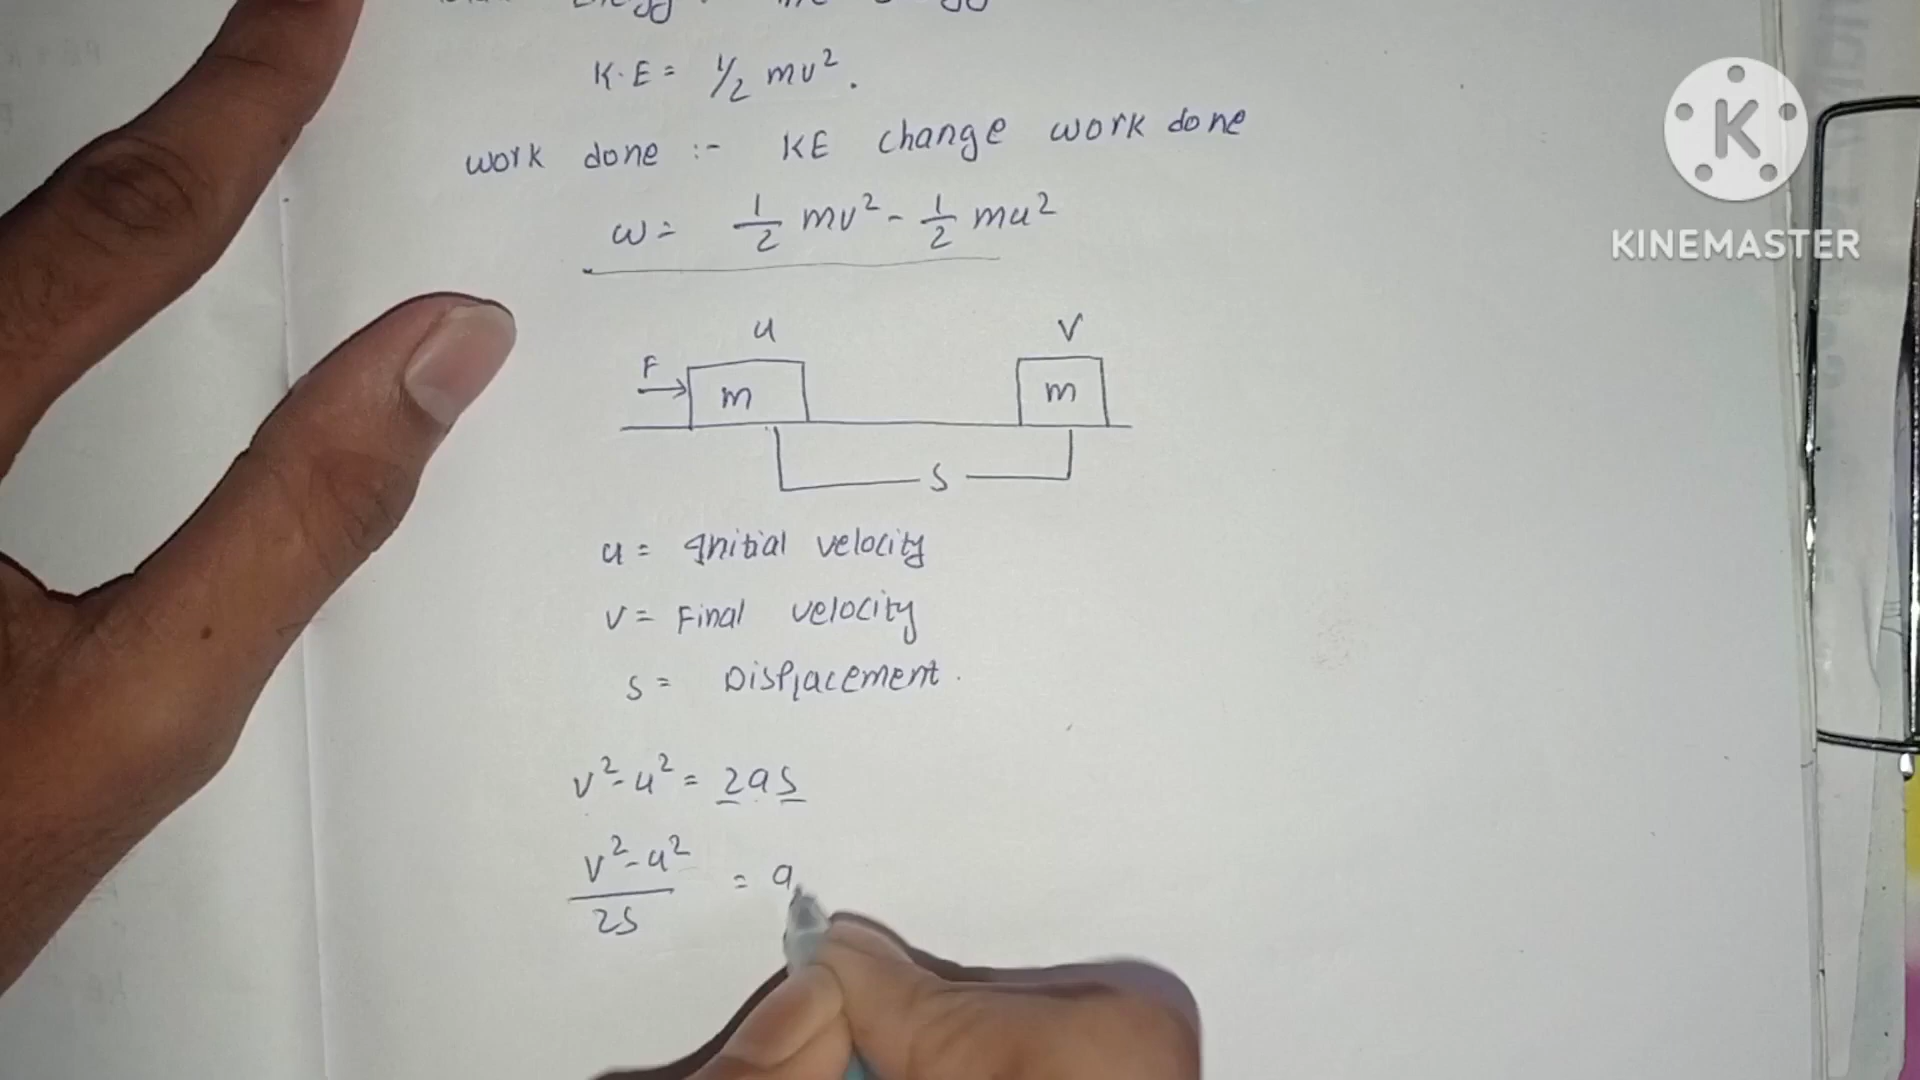 K.E = 1/2 mv².
work done :- KE change work done
W = 1/2 mv² - 1/2 mu²
u v
F
m m
s
u = Initial velocity
v = Final velocity
s = Displacement.
v² - u² = 2as
v² - u² / 2s = a
K
KINEMASTER